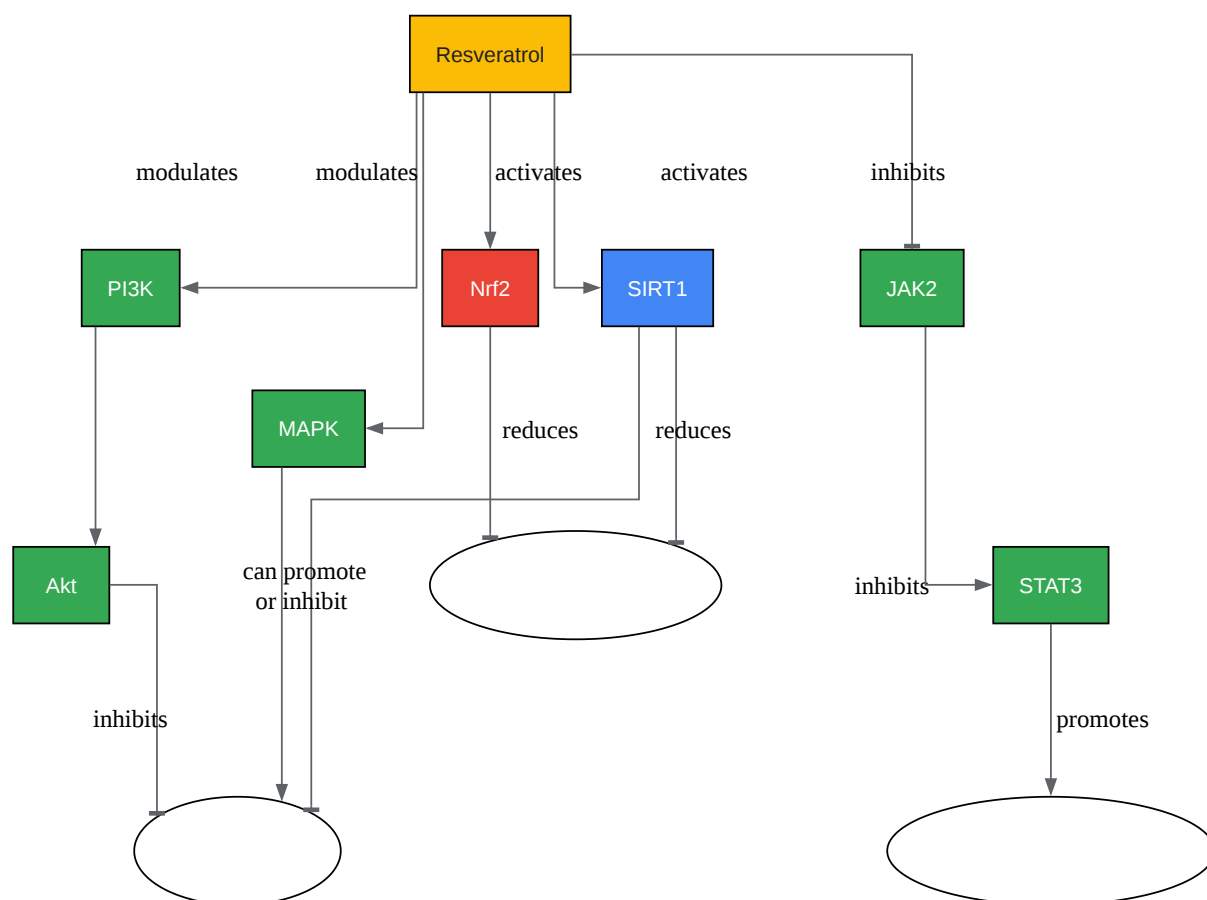 Resveratrol
modulates
modulates
activates
activates
inhibits
PI3K
Nrf2
SIRT1
JAK2
MAPK
reduces
reduces
can promote
or inhibit
Akt
inhibits
STAT3
inhibits
promotes